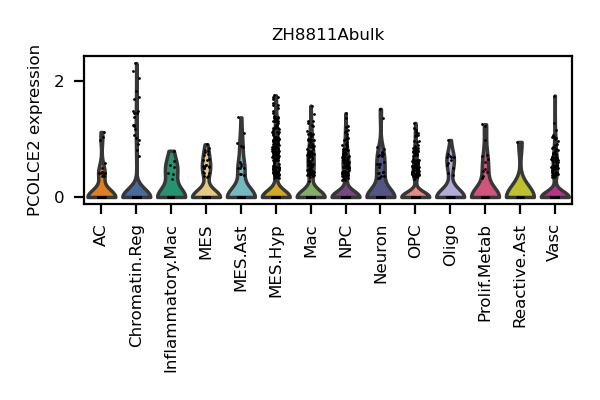 ZH8811Abulk
PCOLCE2 expression
2
0
AC
Chromatin.Reg
Inflammatory.Mac
MES
MES.Ast
MES.Hyp
Mac
NPC
Neuron
OPC
Oligo
Prolif.Metab
Reactive.Ast
Vasc